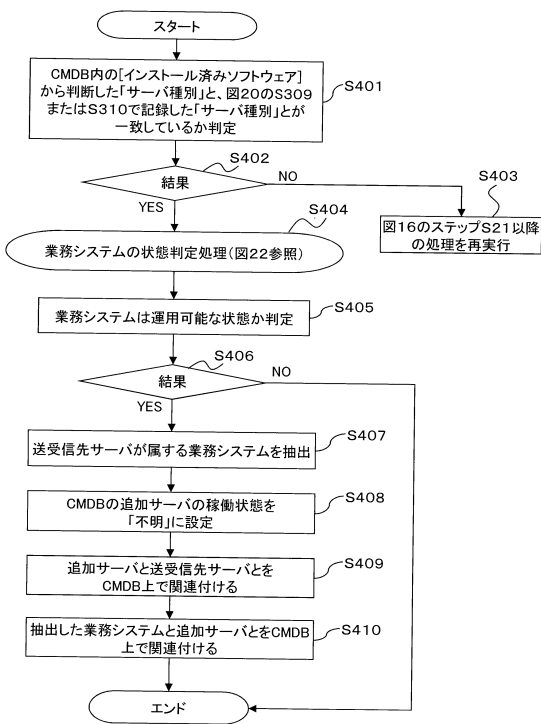 スタート
CMDB内の[インストール済みソフトウェア]
から判断した「サーバ種別」と、図20のS309
またはS310で記録した「サーバ種別」とが
一致しているか判定
S401
結果
S402
NO
YES
S403
図16のステップS21以降
の処理を再実行
S404
業務システムの状態判定処理(図22参照)
業務システムは運用可能な状態か判定
S405
結果
S406
NO
YES
送受信先サーバが属する業務システムを抽出
S407
CMDBの追加サーバの稼働状態を
「不明」に設定
S408
追加サーバと送受信先サーバとを
CMDB上で関連付ける
S409
抽出した業務システムと追加サーバとをCMDB
上で関連付ける
S410
エンド